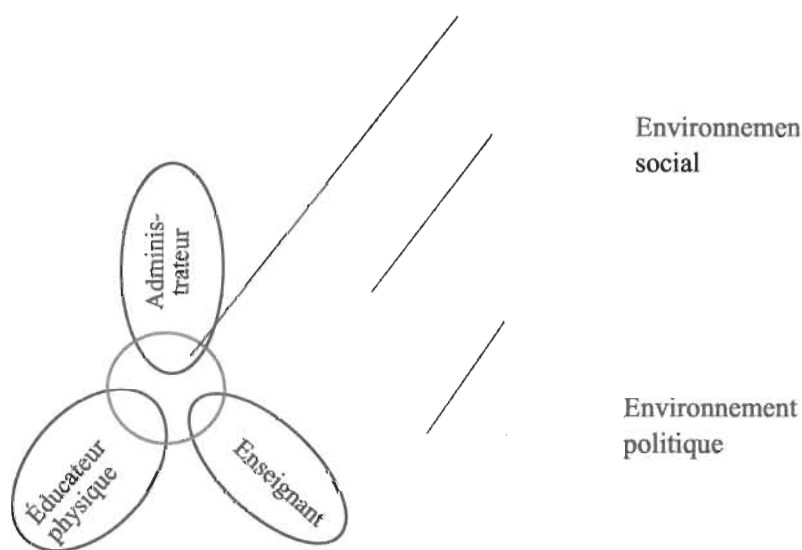 Environnemen
social
Adminis-
trateur
Éducateur
physique
Enseignant
Environnement
politique